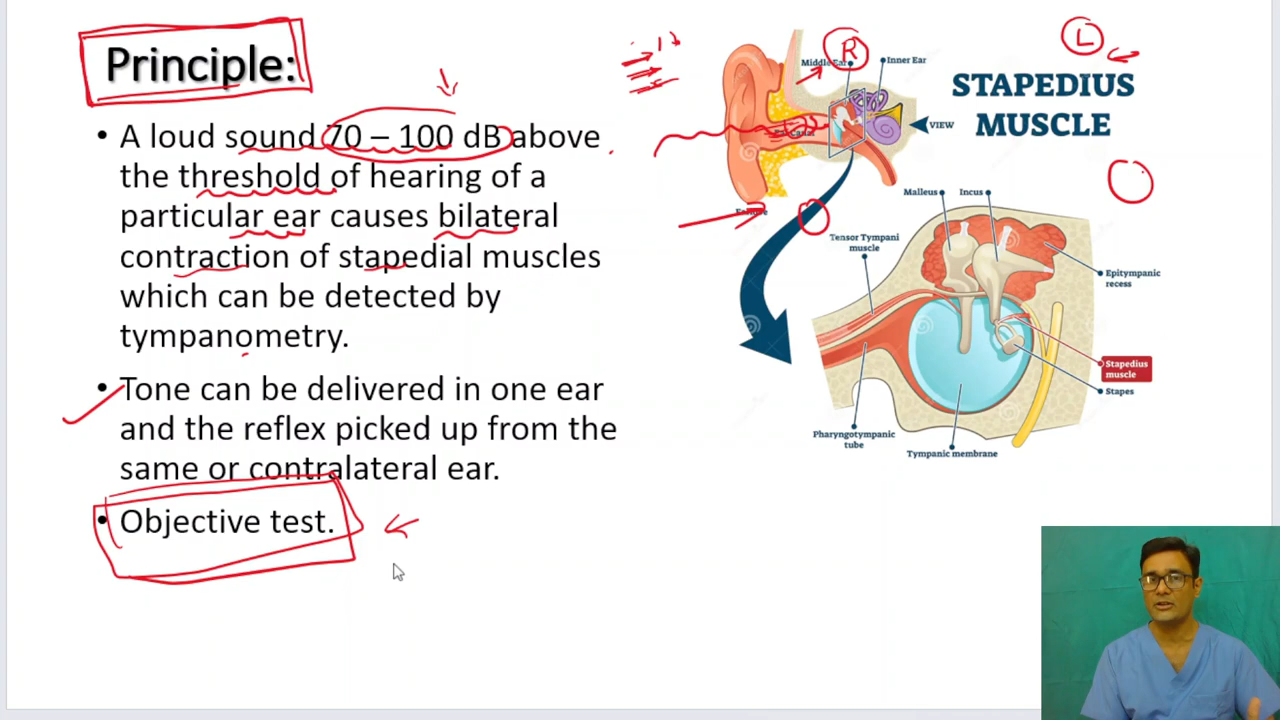 Principle:
• A loud sound 70 – 100 dB above
the threshold of hearing of a
particular ear causes bilateral
contraction of stapedial muscles
which can be detected by
tympanometry.
• Tone can be delivered in one ear
and the reflex picked up from the
same or contralateral ear.
• Objective test.
R
L
Middle Ear
Inner Ear
Ear Canal
VIEW
STAPEDIUS
MUSCLE
Malleus
Incus
Tensor Tympani
muscle
Epitympanic
recess
Stapedius
muscle
Stapes
Pharyngotympanic
tube
Tympanic membrane